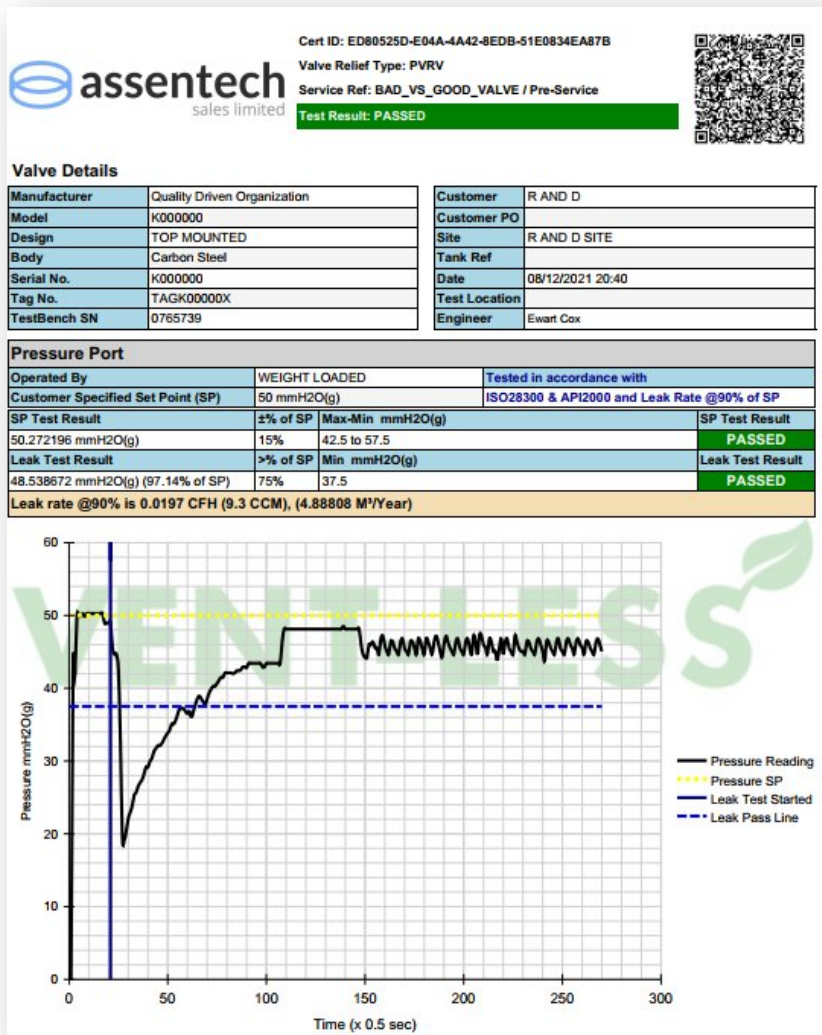 assentech
sales limited
Cert ID: ED80525D-E04A-4A42-8EDB-51E0834EA87B
Valve Relief Type: PVRV
Service Ref: BAD_VS_GOOD_VALVE / Pre-Service
Test Result: PASSED
Valve Details
Manufacturer Quality Driven Organization
Model K000000
Design TOP MOUNTED
Body Carbon Steel
Serial No. K000000
Tag No. TAGK00000X
TestBench SN 0765739
Customer R AND D
Customer PO
Site R AND D SITE
Tank Ref
Date 08/12/2021 20:40
Test Location
Engineer Ewart Cox
Pressure Port
Operated By WEIGHT LOADED Tested in accordance with
Customer Specified Set Point (SP) 50 mmH2O(g) ISO28300 & API2000 and Leak Rate @90% of SP
SP Test Result ±% of SP Max-Min mmH2O(g) SP Test Result
50.272196 mmH2O(g) 15% 42.5 to 57.5 PASSED
Leak Test Result >% of SP Min mmH2O(g) Leak Test Result
48.538672 mmH2O(g) (97.14% of SP) 75% 37.5 PASSED
Leak rate @90% is 0.0197 CFH (9.3 CCM), (4.88808 M³/Year)
VENT-LESS
Pressure mmH2O(g)
60
50
40
30
20
10
0
0 50 100 150 200 250 300
Time (x 0.5 sec)
Pressure Reading
Pressure SP
Leak Test Started
Leak Pass Line